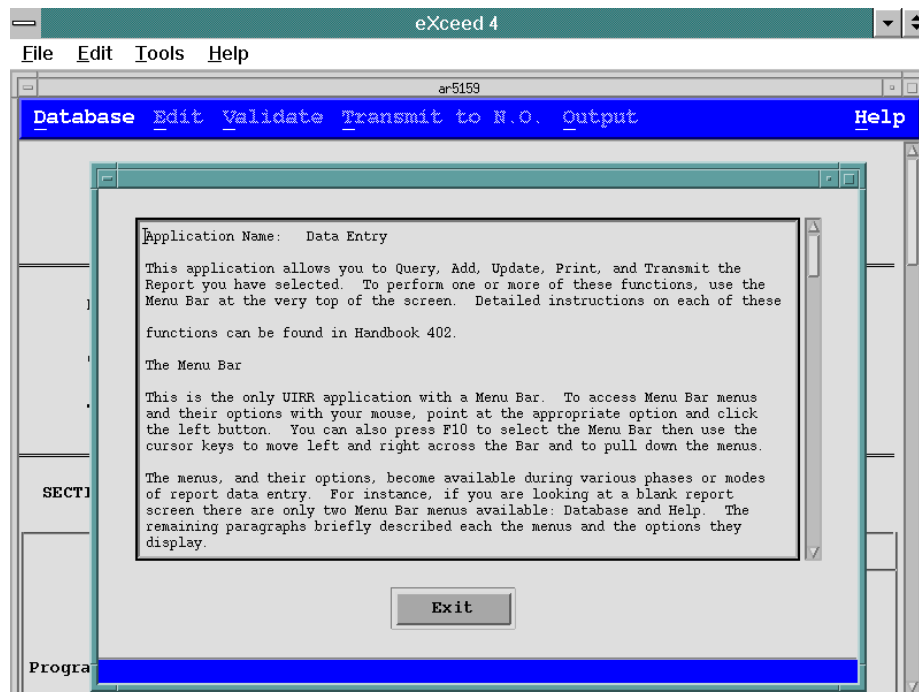 eXceed 4
File Edit Tools Help
ar5159
Database Edit Validate Transmit to N.O. Output Help
Application Name: Data Entry
This application allows you to Query, Add, Update, Print, and Transmit the
Report you have selected. To perform one or more of these functions, use the
Menu Bar at the very top of the screen. Detailed instructions on each of these
functions can be found in Handbook 402.
The Menu Bar
This is the only UIRR application with a Menu Bar. To access Menu Bar menus
and their options with your mouse, point at the appropriate option and click
the left button. You can also press F10 to select the Menu Bar then use the
cursor keys to move left and right across the Bar and to pull down the menus.
The menus, and their options, become available during various phases or modes
of report data entry. For instance, if you are looking at a blank report
screen there are only two Menu Bar menus available: Database and Help. The
remaining paragraphs briefly described each the menus and the options they
display.
SECTI
Exit
Progra